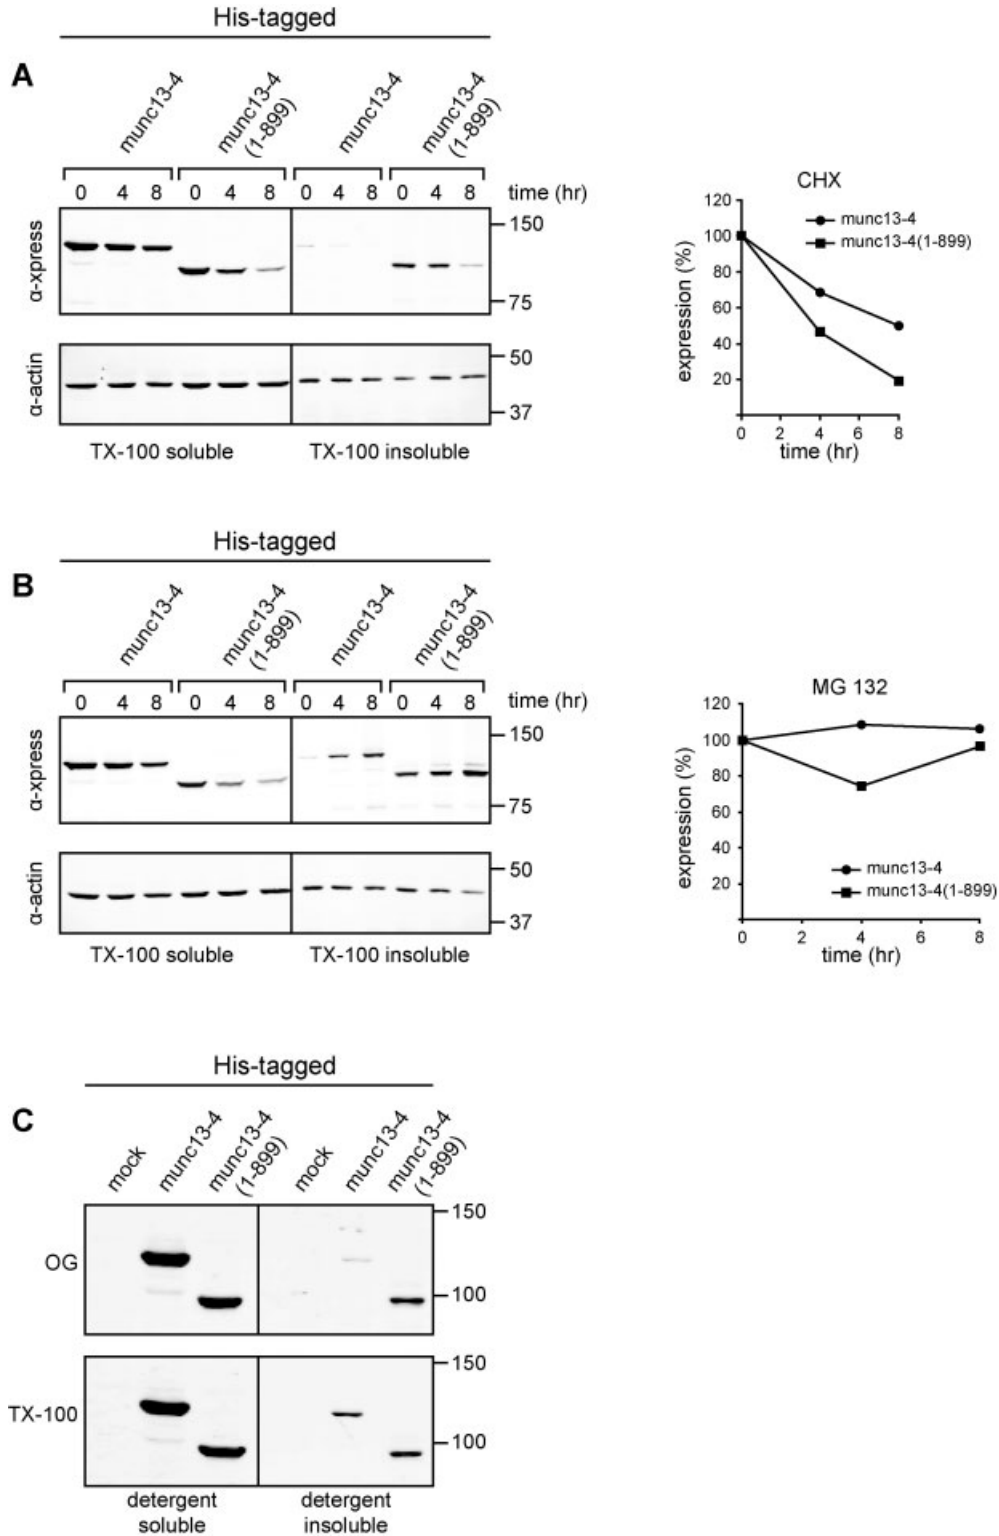 His-tagged
A
munc13-4
munc13-4
(1-899)
munc13-4
munc13-4
(1-899)
0 4 8 0 4 8 0 4 8 0 4 8 time (hr)
α-xpress
150
75
α-actin
50
37
TX-100 soluble TX-100 insoluble
CHX
120
100
80
60
40
20
expression (%)
munc13-4
munc13-4(1-899)
0 2 4 6 8
time (hr)
His-tagged
B
munc13-4
munc13-4
(1-899)
munc13-4
munc13-4
(1-899)
0 4 8 0 4 8 0 4 8 0 4 8 time (hr)
α-xpress
150
75
α-actin
50
37
TX-100 soluble TX-100 insoluble
MG 132
120
100
80
60
40
20
expression (%)
munc13-4
munc13-4(1-899)
0 2 4 6 8
time (hr)
His-tagged
C
mock
munc13-4
munc13-4
(1-899)
mock
munc13-4
munc13-4
(1-899)
OG
150
100
TX-100
150
100
detergent
soluble
detergent
insoluble